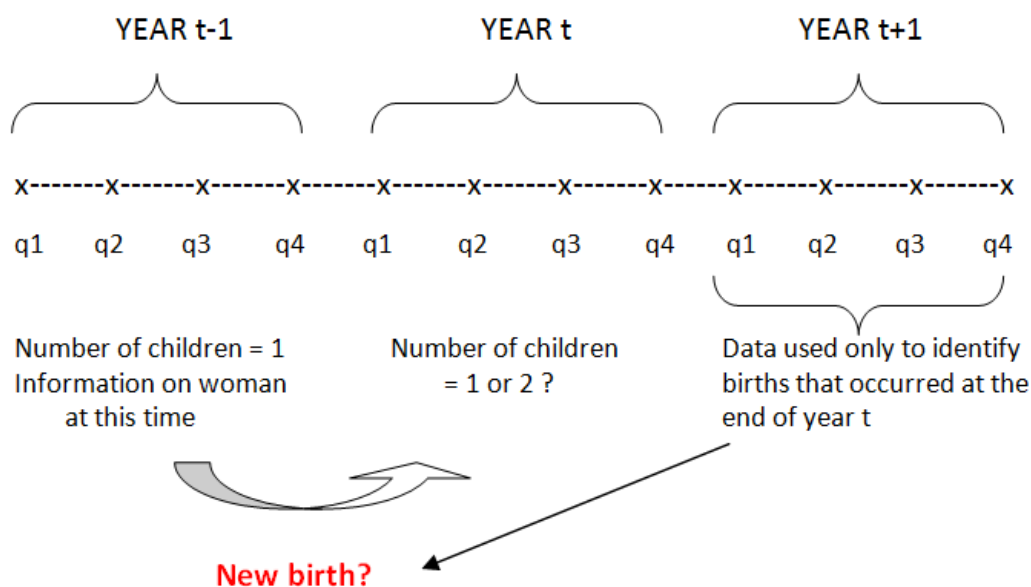 YEAR t-1 YEAR t YEAR t+1
x-------x-------x-------x-------x-------x-------x-------x------x-------x-------x-------x
q1 q2 q3 q4 q1 q2 q3 q4 q1 q2 q3 q4
Number of children = 1
Information on woman
at this time
Number of children
= 1 or 2 ?
Data used only to identify
births that occurred at the
end of year t
New birth?